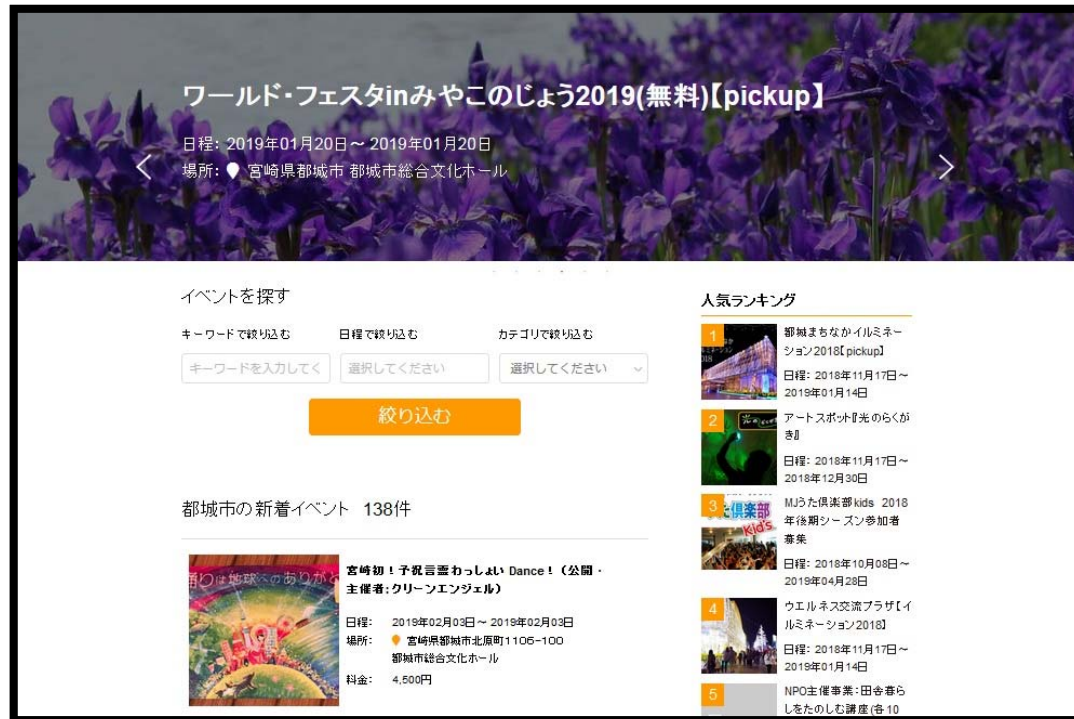 ワールド・フェスタinみやこのじょう2019(無料)【pickup】
日程: 2019年01月20日～2019年01月20日
場所: 宮崎県都城市 都城市総合文化ホール
イベントを探す
キーワードで絞り込む
日程で絞り込む
カテゴリで絞り込む
キーワードを入力してく
選択してください
選択してください
絞り込む
都城市の新着イベント 138件
宮崎初！予祝言霊わっしょい Dance！（公開・
主催者:クリーンエンジェル）
日程: 2019年02月03日～2019年02月03日
場所: 宮崎県都城市北原町1106-100
都城市総合文化ホール
料金: 4,500円
人気ランキング
1
都城まちなかイルミネー
ション2018【pickup】
日程: 2018年11月17日～
2019年01月14日
2
アートスポット『光のらくが
き』
日程: 2018年11月17日～
2018年12月30日
3
た倶楽部
Kid's
MJうた倶楽部kids 2018
年後期シーズン参加者
募集
日程: 2018年10月08日～
2019年04月28日
4
ウエルネス交流プラザ【イ
ルミネーション2018】
日程: 2018年11月17日～
2019年01月14日
5
NPO主催事業：田舎暮ら
しをたのしむ講座(各10